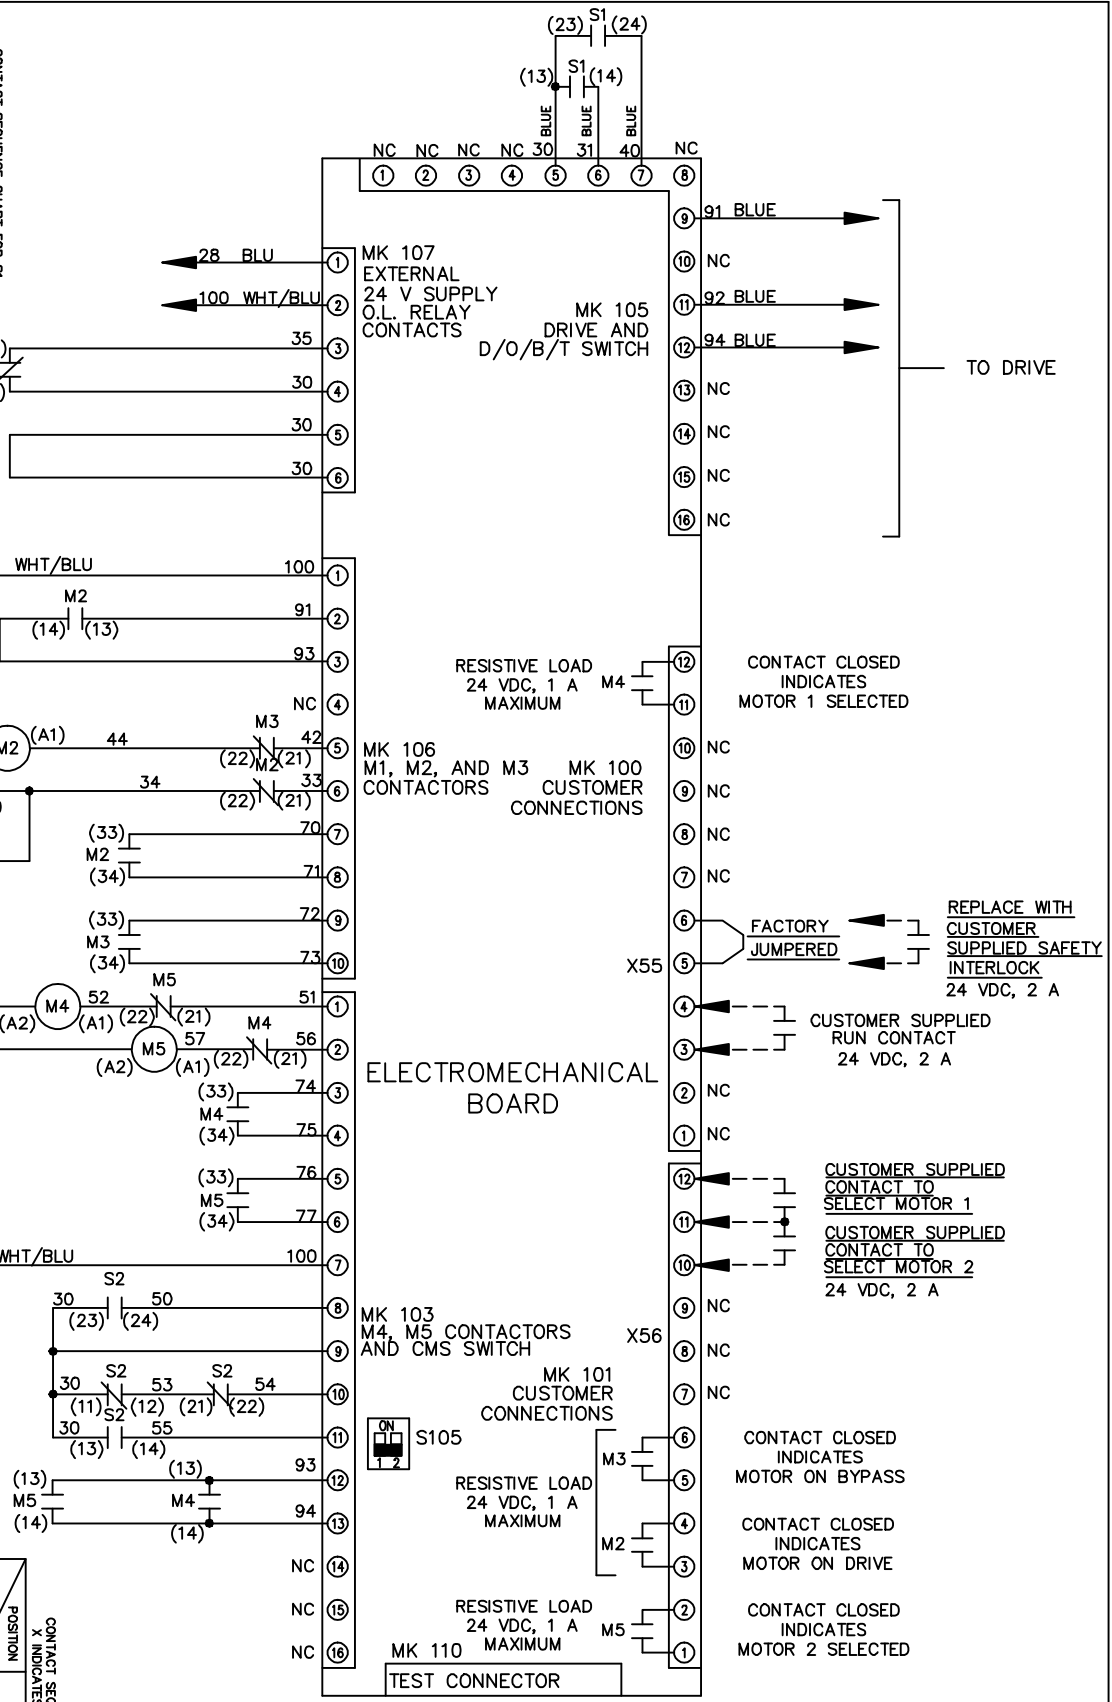 S1
(23) (24)
S1
(13) (14)
BLUE BLUE BLUE
NC NC NC NC 30 31 40 NC
1 2 3 4 5 6 7 8
9 91 BLUE
10 NC
11 92 BLUE
12 94 BLUE
13 NC
14 NC
15 NC
16 NC
TO DRIVE
MK 105
DRIVE AND
D/O/B/T SWITCH
28 BLU 1
100 WHT/BLU 2
35 3
30 4
30 5
30 6
MK 107
EXTERNAL
24 V SUPPLY
O.L. RELAY
CONTACTS
WHT/BLU 100 1
M2
(14) (13)
91 2
93 3
NC 4
M2 (A1) 44 M3 42 5
(22) (21)
34 M2 33 6
(22) (21)
(33) 70 7
M2
(34) 71 8
(33) 72 9
M3
(34) 73 10
MK 106
M1, M2, AND M3
CONTACTORS
MK 100
CUSTOMER
CONNECTIONS
RESISTIVE LOAD
24 VDC, 1 A
MAXIMUM
M4
12
11
CONTACT CLOSED
INDICATES
MOTOR 1 SELECTED
10 NC
9 NC
8 NC
7 NC
6
X55 5
FACTORY
JUMPERED
REPLACE WITH
CUSTOMER
SUPPLIED SAFETY
INTERLOCK
24 VDC, 2 A
4
3
CUSTOMER SUPPLIED
RUN CONTACT
24 VDC, 2 A
2 NC
1 NC
M5
(A2) M4 (A1) 52 (22) (21) 51 1
M4
(A2) M5 (A1) 57 (22) (21) 56 2
(33) 74 3
M4
(34) 75 4
(33) 76 5
M5
(34) 77 6
WHT/BLU 100 7
S2
30 50 8
(23) (24)
9
S2 S2
30 53 54 10
(11) (12) (21) (22)
S2
30 55 11
(13) (14)
(13) (13) 93 12
M5 M4
(14) (14) 94 13
NC 14
NC 15
NC 16
ELECTROMECHANICAL
BOARD
MK 103
M4, M5 CONTACTORS
AND CMS SWITCH
ON
1 2
S105
12
11
10
CUSTOMER SUPPLIED
CONTACT TO
SELECT MOTOR 1
CUSTOMER SUPPLIED
CONTACT TO
SELECT MOTOR 2
24 VDC, 2 A
9 NC
X56
8 NC
7 NC
MK 101
CUSTOMER
CONNECTIONS
M3
6
5
CONTACT CLOSED
INDICATES
MOTOR ON BYPASS
RESISTIVE LOAD
24 VDC, 1 A
MAXIMUM
M2
4
3
CONTACT CLOSED
INDICATES
MOTOR ON DRIVE
RESISTIVE LOAD
24 VDC, 1 A
MAXIMUM
M5
2
1
CONTACT CLOSED
INDICATES
MOTOR 2 SELECTED
MK 110
TEST CONNECTOR
POSITION
CONTACT
X INDICATES